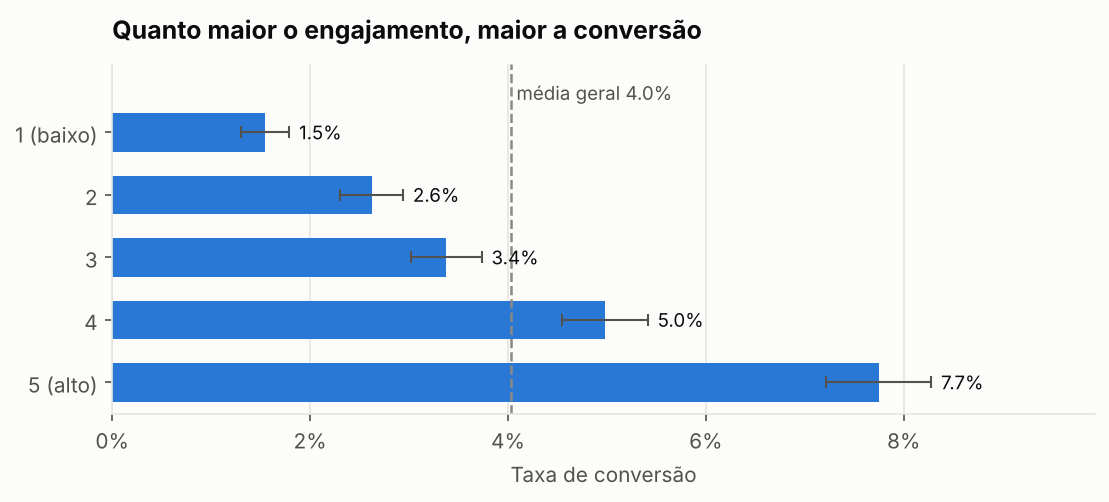 Quanto maior o engajamento, maior a conversão
média geral 4.0%
1 (baixo) 1.5%
2 2.6%
3 3.4%
4 5.0%
5 (alto) 7.7%
0% 2% 4% 6% 8%
Taxa de conversão